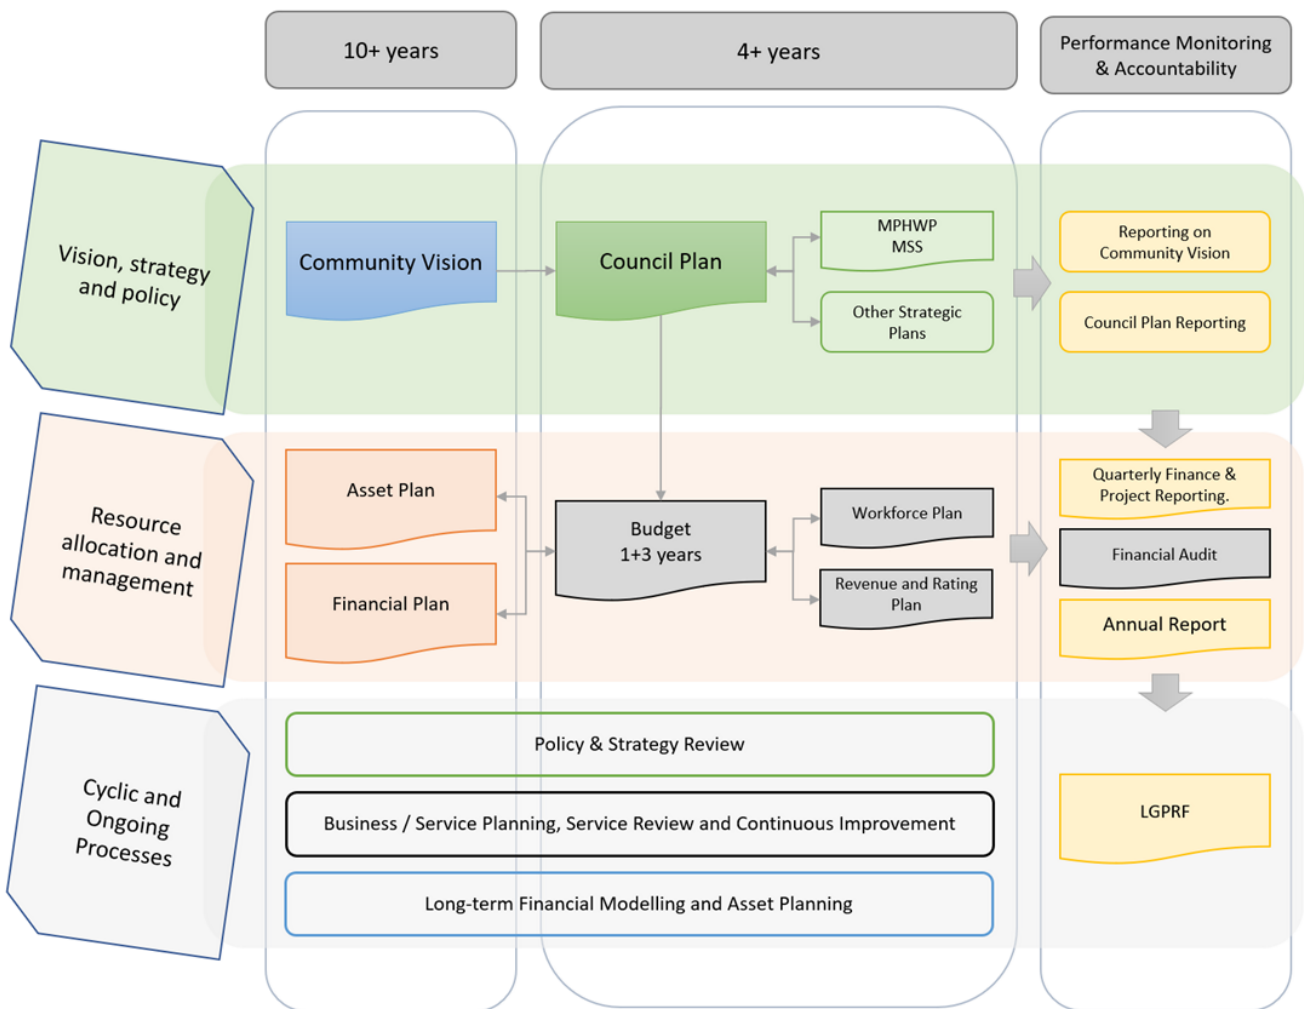 10+ years
4+ years
Performance Monitoring
& Accountability
Vision, strategy
and policy
Community Vision
Council Plan
MPHWP
MSS
Other Strategic
Plans
Reporting on
Community Vision
Council Plan Reporting
Resource
allocation and
management
Asset Plan
Financial Plan
Budget
1+3 years
Workforce Plan
Revenue and Rating
Plan
Quarterly Finance &
Project Reporting.
Financial Audit
Annual Report
Cyclic and
Ongoing
Processes
Policy & Strategy Review
Business / Service Planning, Service Review and Continuous Improvement
Long-term Financial Modelling and Asset Planning
LGPRF